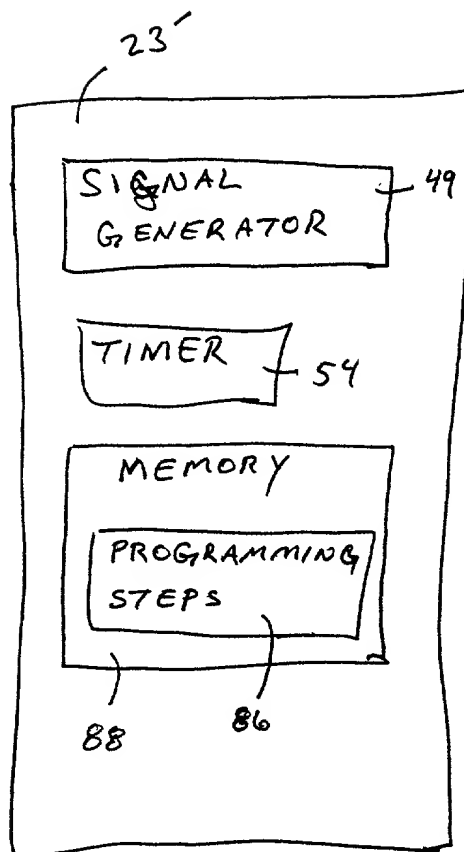 23′
SIGNAL
GENERATOR
49
TIMER
54
MEMORY
PROGRAMMING
STEPS
88
86